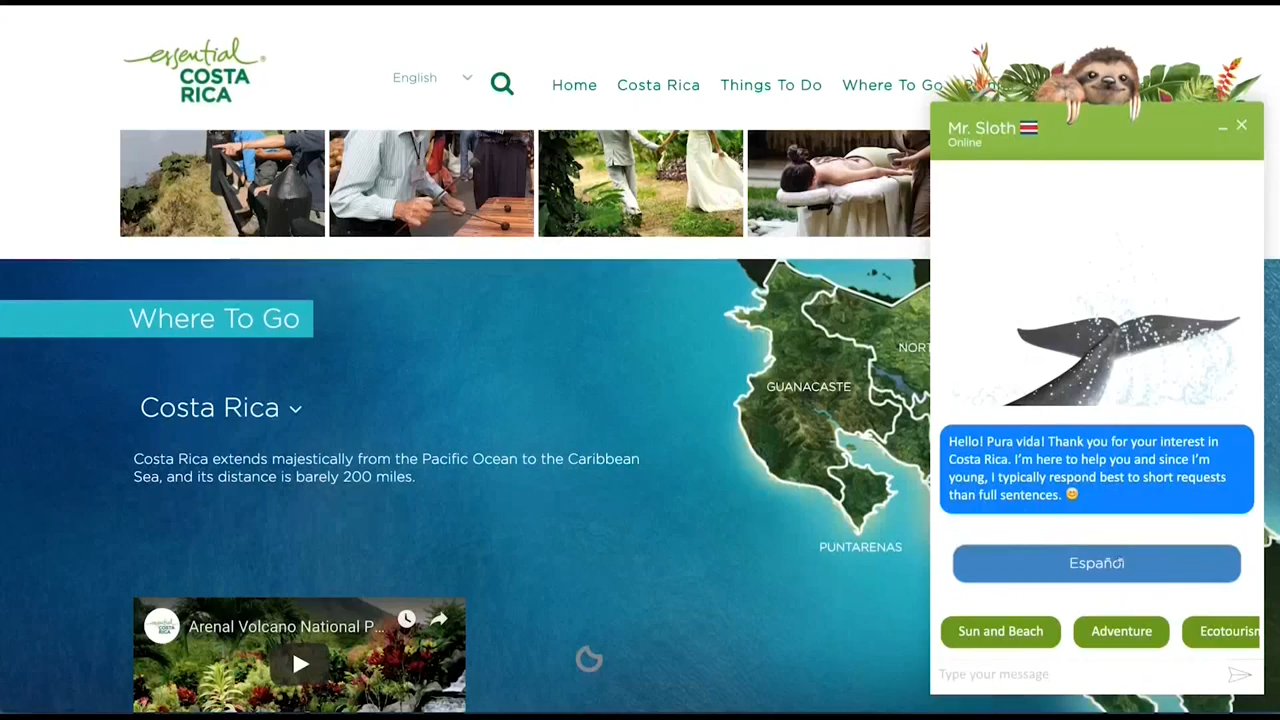 essential
COSTA
RICA
English
Home
Costa Rica
Things To Do
Where To Go
Mr. Sloth
Online
Where To Go
NORT
GUANACASTE
Costa Rica
Costa Rica extends majestically from the Pacific Ocean to the Caribbean
Sea, and its distance is barely 200 miles.
Hello! Pura vida! Thank you for your interest in
Costa Rica. I'm here to help you and since I'm
young, I typically respond best to short requests
than full sentences. 😊
PUNTARENAS
Español
Arenal Volcano National P...
Sun and Beach
Adventure
Ecotourism
Type your message